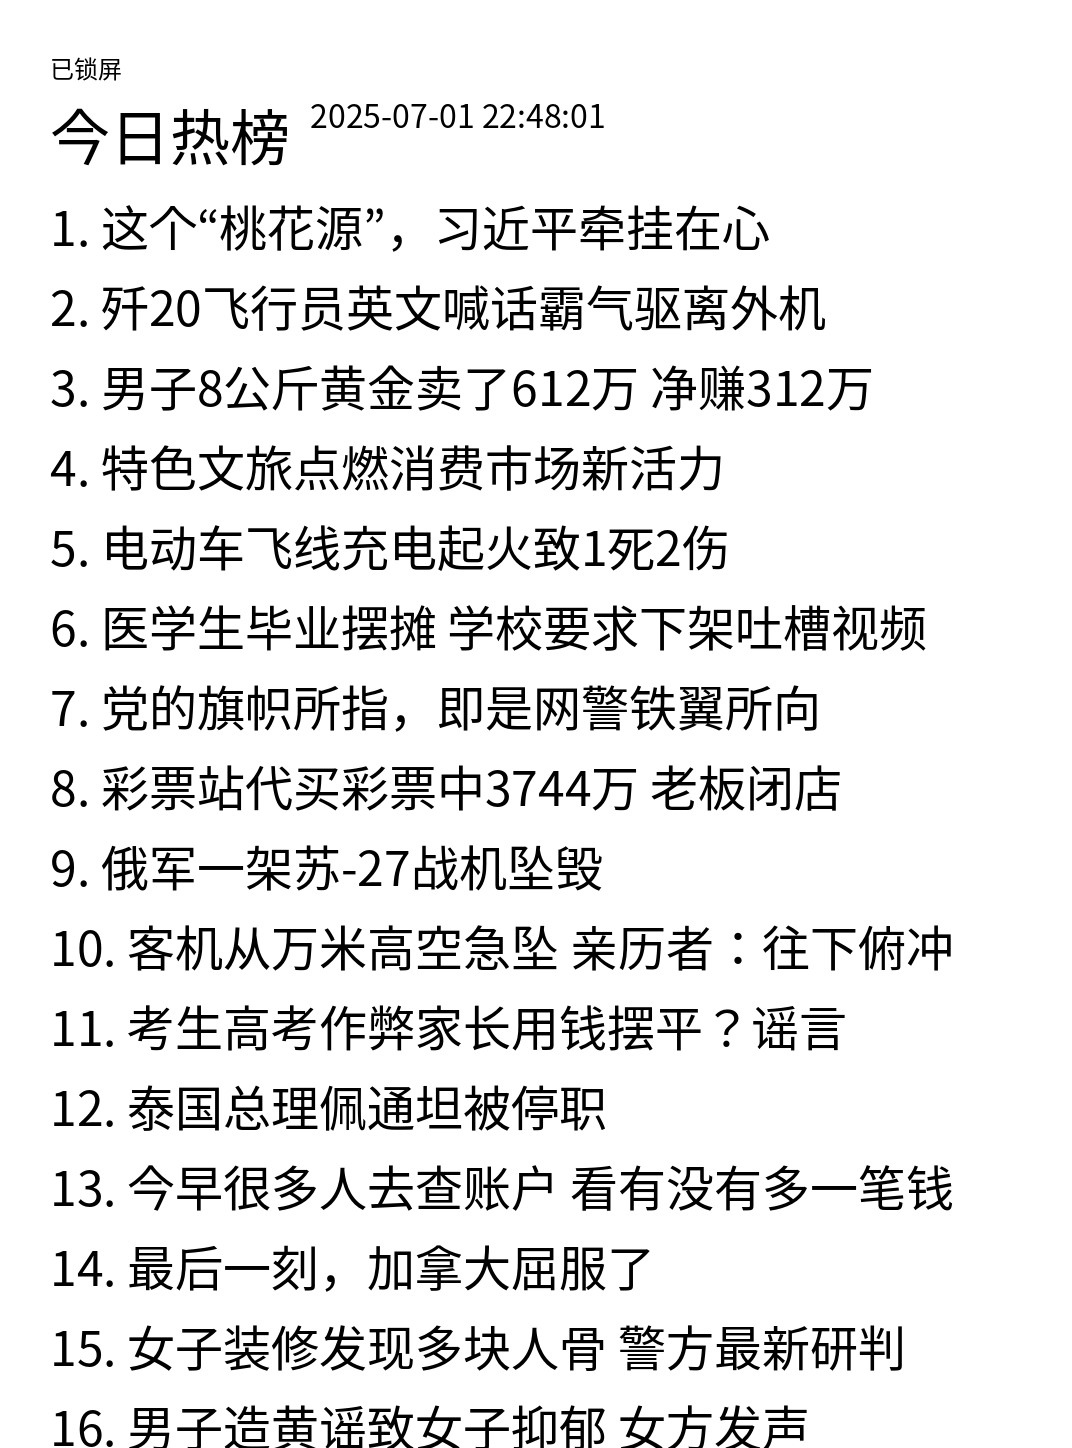 已锁屏
今日热榜 2025-07-01 22:48:01
1. 这个“桃花源”，习近平牵挂在心
2. 歼20飞行员英文喊话霸气驱离外机
3. 男子8公斤黄金卖了612万 净赚312万
4. 特色文旅点燃消费市场新活力
5. 电动车飞线充电起火致1死2伤
6. 医学生毕业摆摊 学校要求下架吐槽视频
7. 党的旗帜所指，即是网警铁翼所向
8. 彩票站代买彩票中3744万 老板闭店
9. 俄军一架苏-27战机坠毁
10. 客机从万米高空急坠 亲历者：往下俯冲
11. 考生高考作弊家长用钱摆平？谣言
12. 泰国总理佩通坦被停职
13. 今早很多人去查账户 看有没有多一笔钱
14. 最后一刻，加拿大屈服了
15. 女子装修发现多块人骨 警方最新研判
16. 男子造黄谣致女子抑郁 女方发声